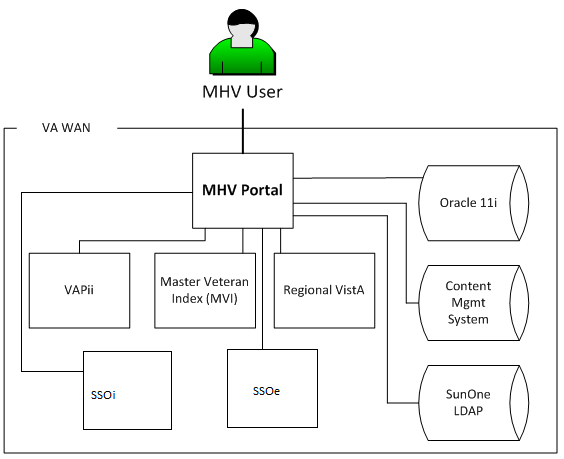 MHV User
VA WAN
MHV Portal
Oracle 11i
VAPii
Master Veteran
Index (MVI)
Regional VistA
Content
Mgmt
System
SSOi
SSOe
SunOne
LDAP